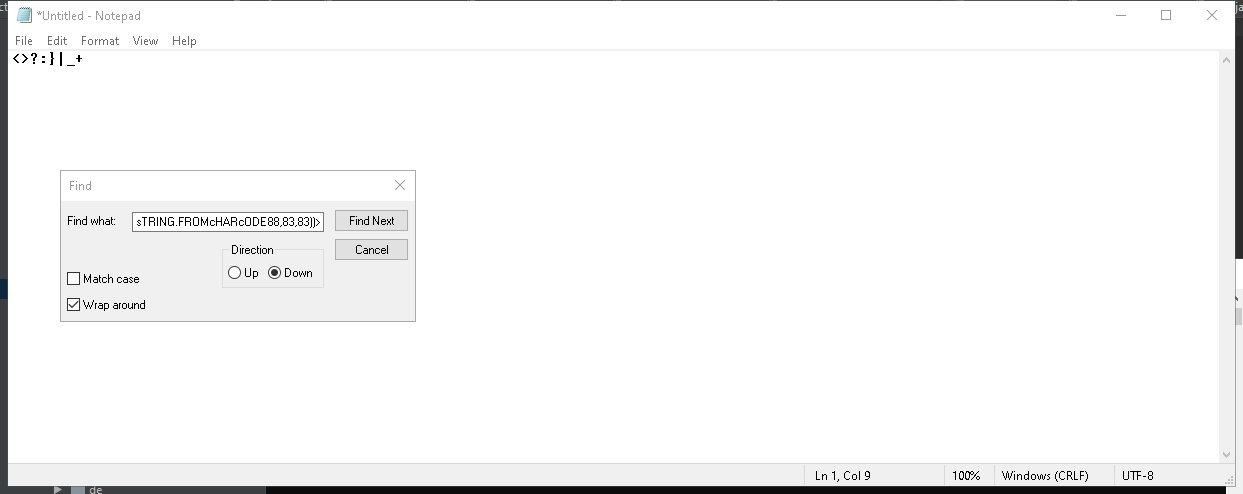 *Untitled - Notepad
File Edit Format View Help
<>?:}|_+
Find
Find what: sTRING.FROMcHARcODE88,83,83))> Find Next
Direction Cancel
Up Down
Match case
Wrap around
Ln 1, Col 9 100% Windows (CRLF) UTF-8
de